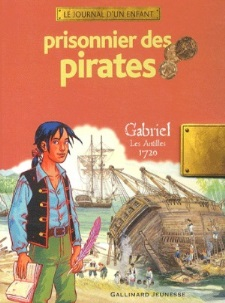 LE JOURNAL D'UN ENFANT
prisonnier des
pirates
Gabriel
Les Antilles
1720
GALLIMARD JEUNESSE